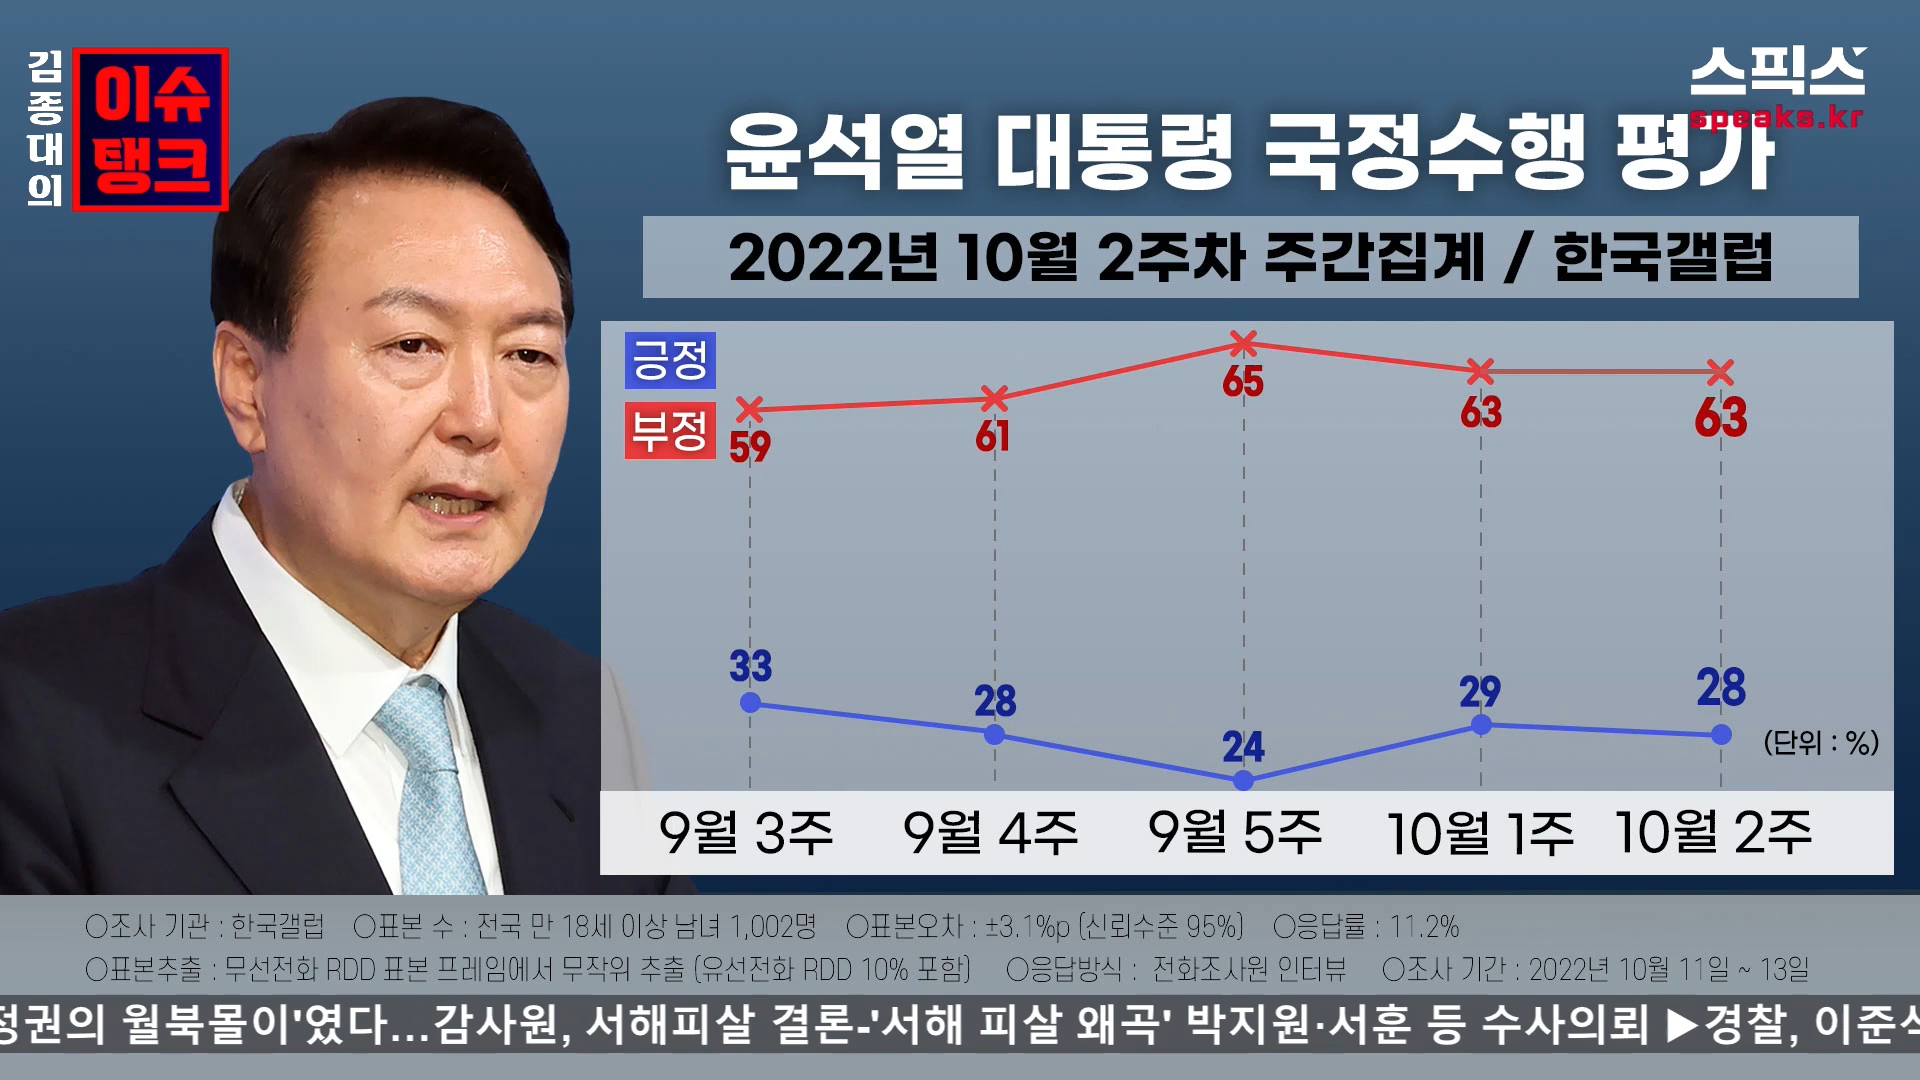 김종대의
이슈
탱크
스픽스
speaks.kr
윤석열 대통령 국정수행 평가
2022년 10월 2주차 주간집계 / 한국갤럽
긍정
부정
59
61
65
63
63
33
28
24
29
28
(단위 : %)
9월 3주 9월 4주 9월 5주 10월 1주 10월 2주
○조사 기관 : 한국갤럽 ○표본 수 : 전국 만 18세 이상 남녀 1,002명 ○표본오차 : ±3.1%p (신뢰수준 95%) ○응답률 : 11.2%
○표본추출 : 무선전화 RDD 표본 프레임에서 무작위 추출 (유선전화 RDD 10% 포함) ○응답방식 : 전화조사원 인터뷰 ○조사 기간 : 2022년 10월 11일 ~ 13일
정권의 월북몰이'였다...감사원, 서해피살 결론-'서해 피살 왜곡' 박지원·서훈 등 수사의뢰 ▶경찰, 이준석